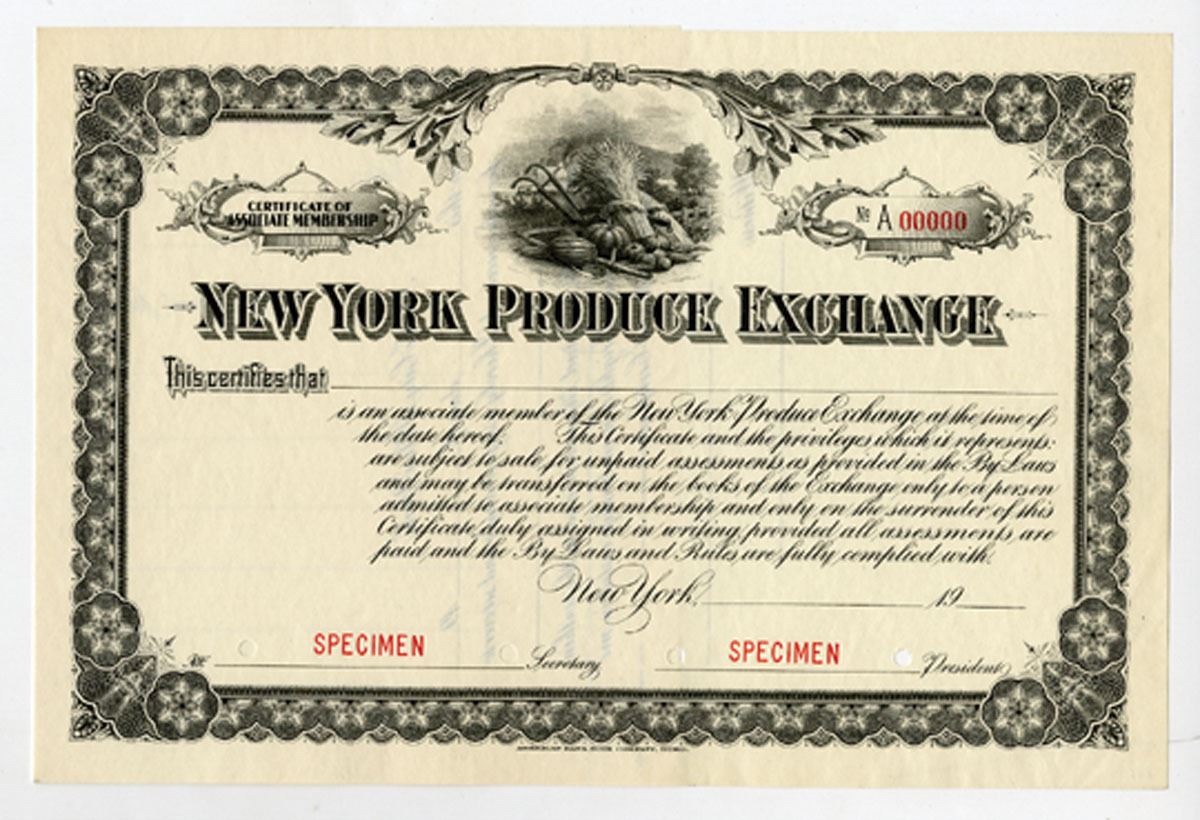 CERTIFICATE OF
ASSOCIATE MEMBERSHIP
No A 00000
NEW YORK PRODUCE EXCHANGE
This certifies that
is an associate member of the New York Produce Exchange at the time of
the date hereof. This Certificate and the privileges which it represents
are subject to sale for unpaid assessments as provided in the By Laws
and may be transferred on the books of the Exchange only to a person
admitted to associate membership and only on the surrender of this
Certificate duly assigned in writing provided all assessments are
paid and the By Laws and Rules are fully complied with.
New York, 19
SPECIMEN Secretary SPECIMEN President
AMERICAN BANK NOTE COMPANY,